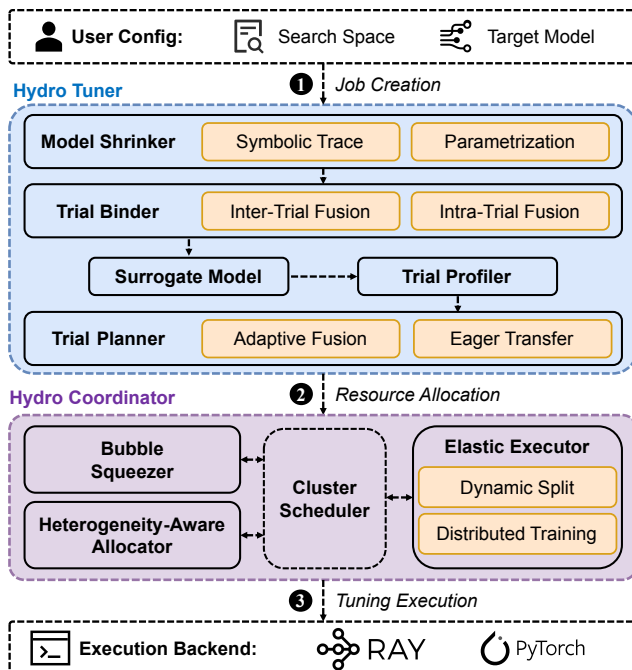 User Config: Search Space Target Model
1 Job Creation
Hydro Tuner
Model Shrinker Symbolic Trace Parametrization
Trial Binder Inter-Trial Fusion Intra-Trial Fusion
Surrogate Model Trial Profiler
Trial Planner Adaptive Fusion Eager Transfer
2 Resource Allocation
Hydro Coordinator
Bubble
Squeezer
Heterogeneity-Aware
Allocator
Cluster
Scheduler
Elastic Executor
Dynamic Split
Distributed Training
3 Tuning Execution
Execution Backend: RAY PyTorch